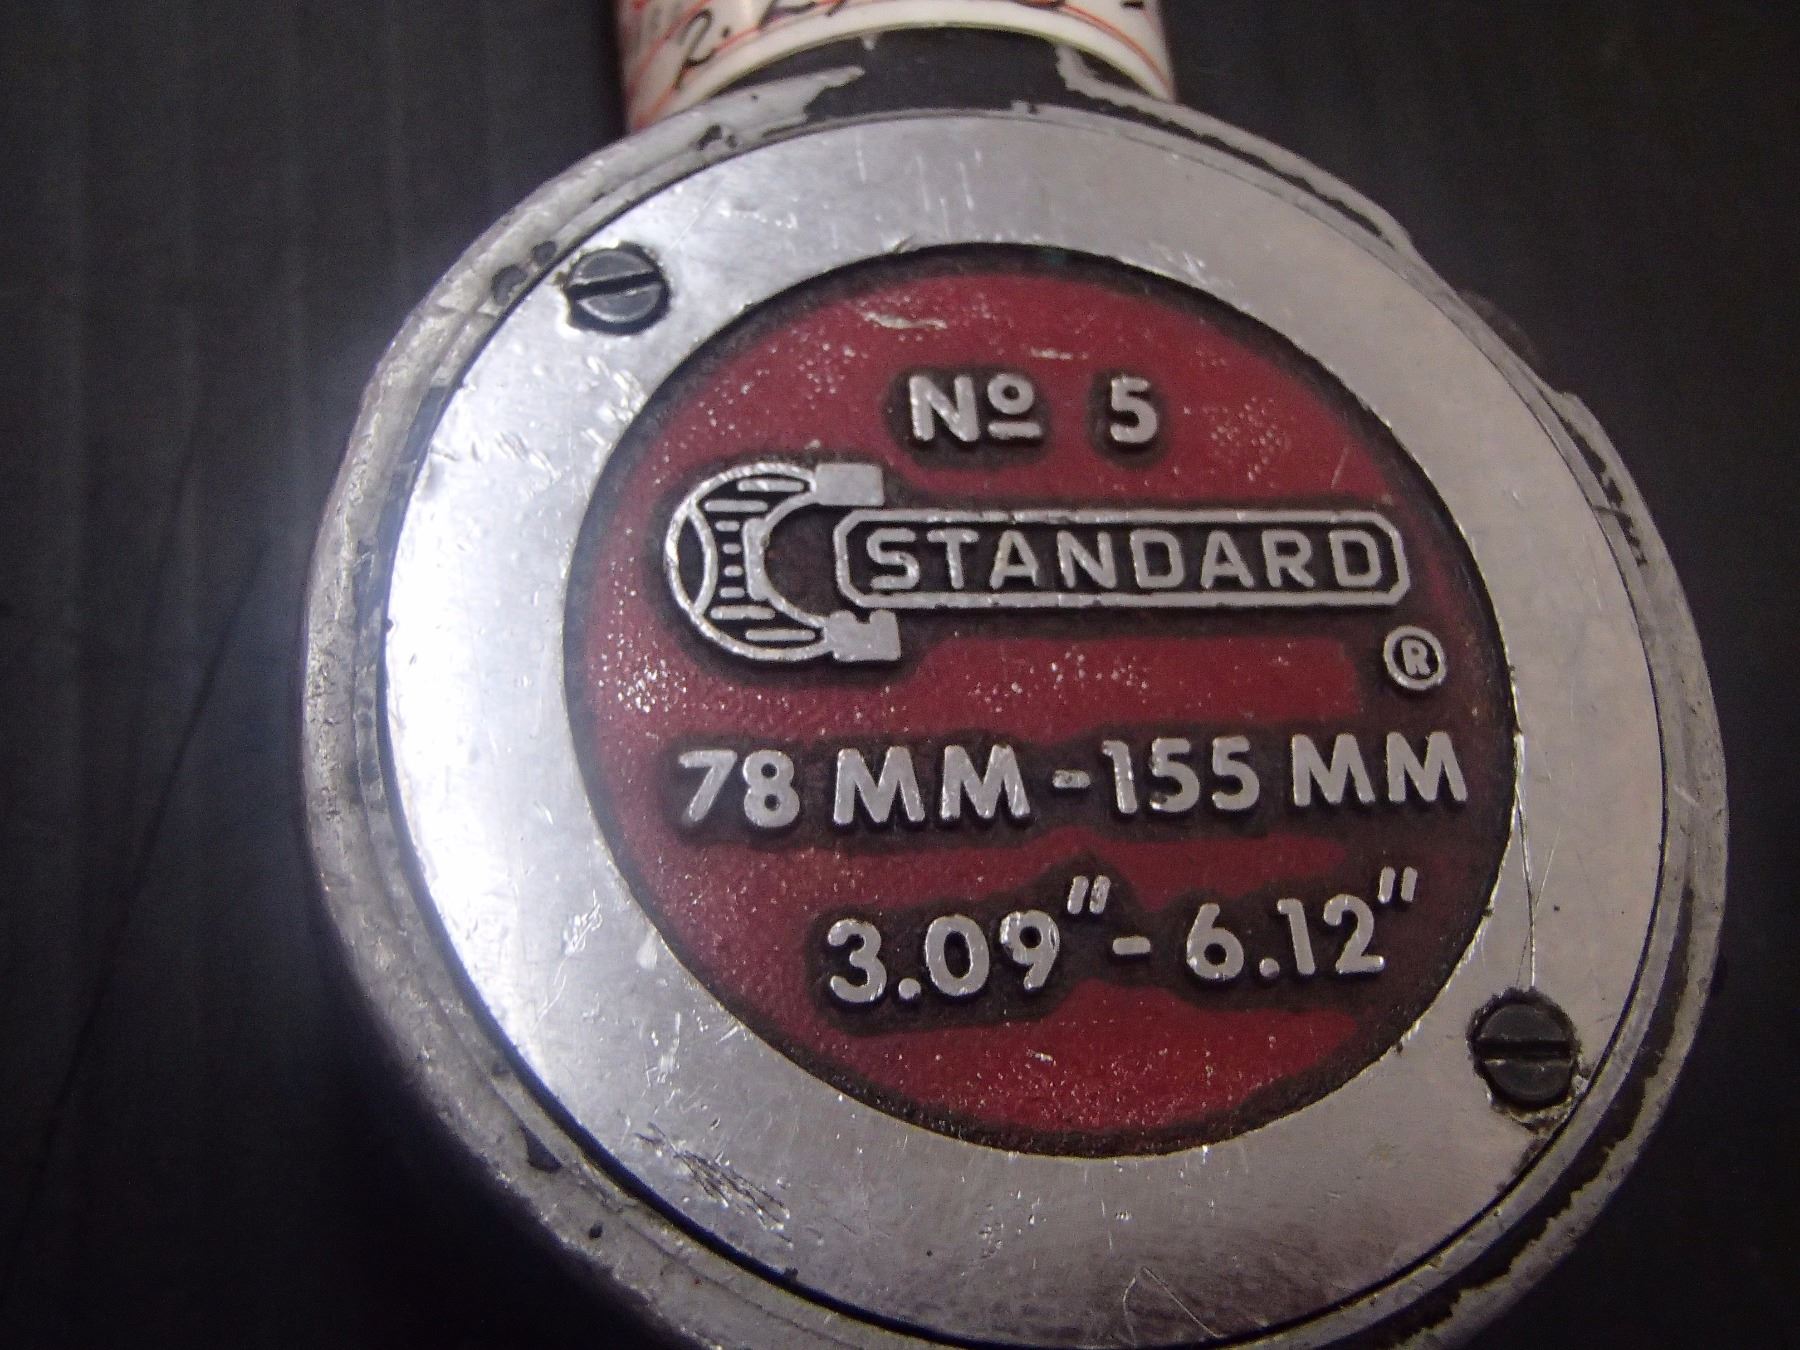 Nº 5
STANDARD
®
78 MM-155 MM
3.09"-6.12"